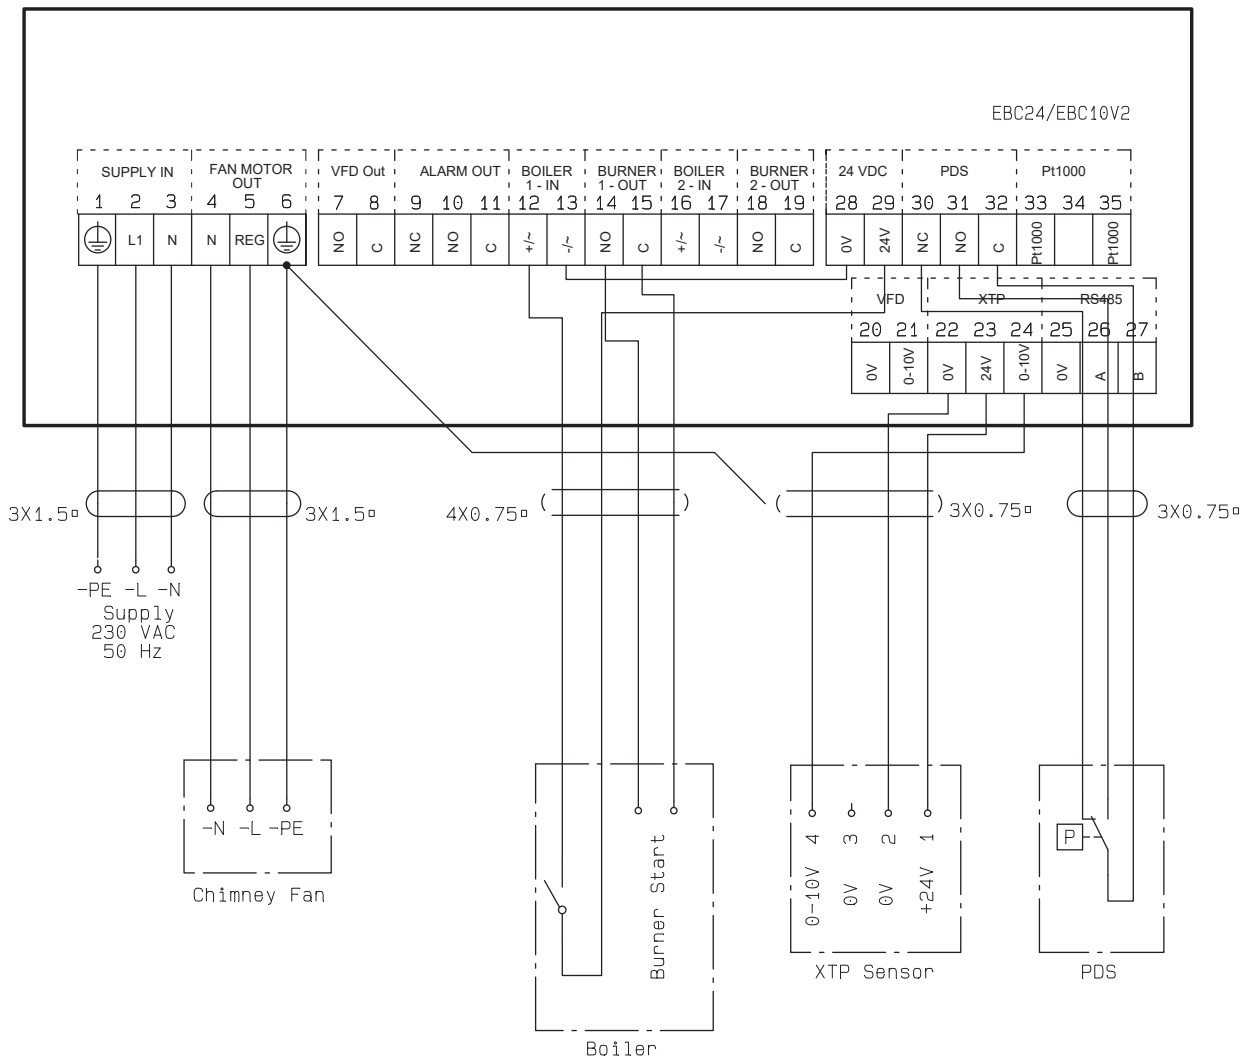 EBC24/EBC10V2
SUPPLY IN
FAN MOTOR
OUT
VFD Out
ALARM OUT
BOILER
1 - IN
BURNER
1 - OUT
BOILER
2 - IN
BURNER
2 - OUT
24 VDC
PDS
Pt1000
1 2 3 4 5 6 7 8 9 10 11 12 13 14 15 16 17 18 19 28 29 30 31 32 33 34 35
L1 N N REG NO C NC NO C +/~ -/~ NO C +/~ -/~ NO C 0V 24V NC NO C Pt1000 Pt1000
VFD XTP RS485
20 21 22 23 24 25 26 27
0V 0-10V 0V 24V 0-10V 0V A B
3X1.5▫
3X1.5▫
4X0.75▫
3X0.75▫
3X0.75▫
-PE -L -N
Supply
230 VAC
50 Hz
-N -L -PE
Chimney Fan
Burner Start
Boiler
0-10V 4
0V 3
0V 2
+24V 1
XTP Sensor
P
PDS